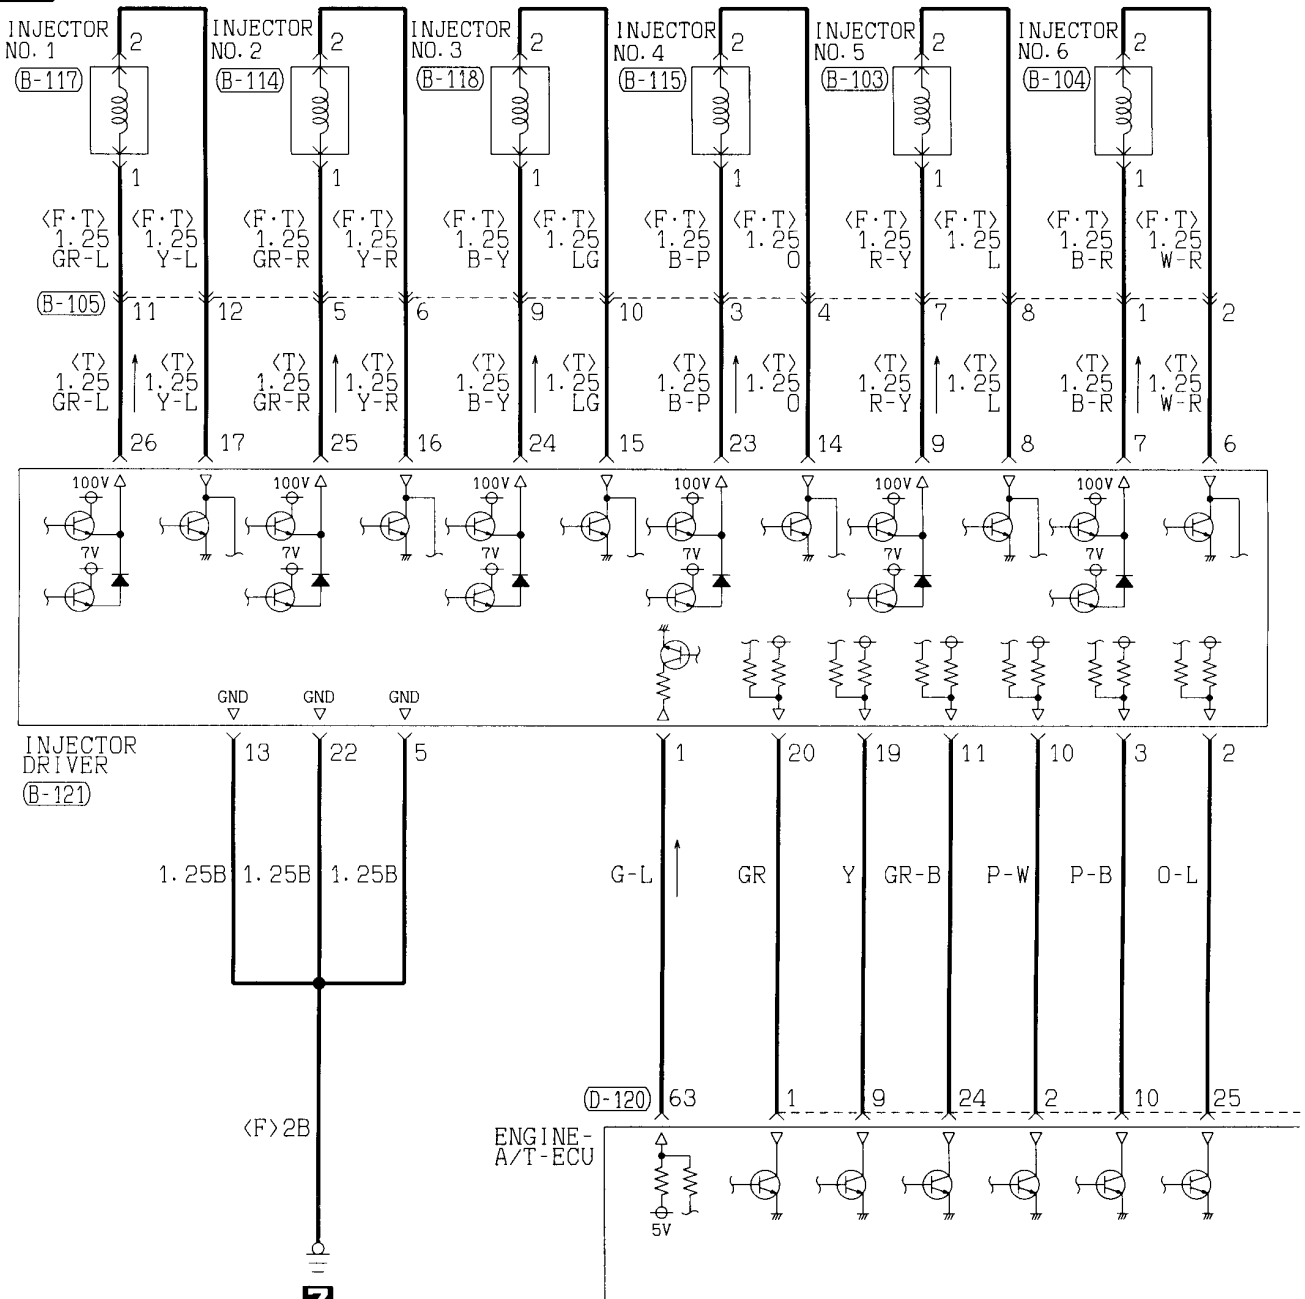 INJECTOR NO. 1 2
INJECTOR NO. 2 2
INJECTOR NO. 3 2
INJECTOR NO. 4 2
INJECTOR NO. 5 2
INJECTOR NO. 6 2
B-117 B-114 B-118 B-115 B-103 B-104
1 1 1 1 1 1
<F·T> <F·T> <F·T> <F·T> <F·T> <F·T> <F·T> <F·T> <F·T> <F·T> <F·T> <F·T>
1.25 1.25 1.25 1.25 1.25 1.25 1.25 1.25 1.25 1.25 1.25 1.25
GR-L Y-L GR-R Y-R B-Y LG B-P O R-Y L B-R W-R
B-105 11 12 5 6 9 10 3 4 7 8 1 2
<T> <T> <T> <T> <T> <T> <T> <T> <T> <T> <T> <T>
1.25 1.25 1.25 1.25 1.25 1.25 1.25 1.25 1.25 1.25 1.25 1.25
GR-L Y-L GR-R Y-R B-Y LG B-P O R-Y L B-R W-R
26 17 25 16 24 15 23 14 9 8 7 6
100V 100V 100V 100V 100V 100V
7V 7V 7V 7V 7V 7V
GND GND GND
INJECTOR DRIVER
B-121
13 22 5 1 20 19 11 10 3 2
1.25B 1.25B 1.25B G-L GR Y GR-B P-W P-B O-L
D-120 63 1 9 24 2 10 25
<F>2B
ENGINE-
A/T-ECU
5V
7